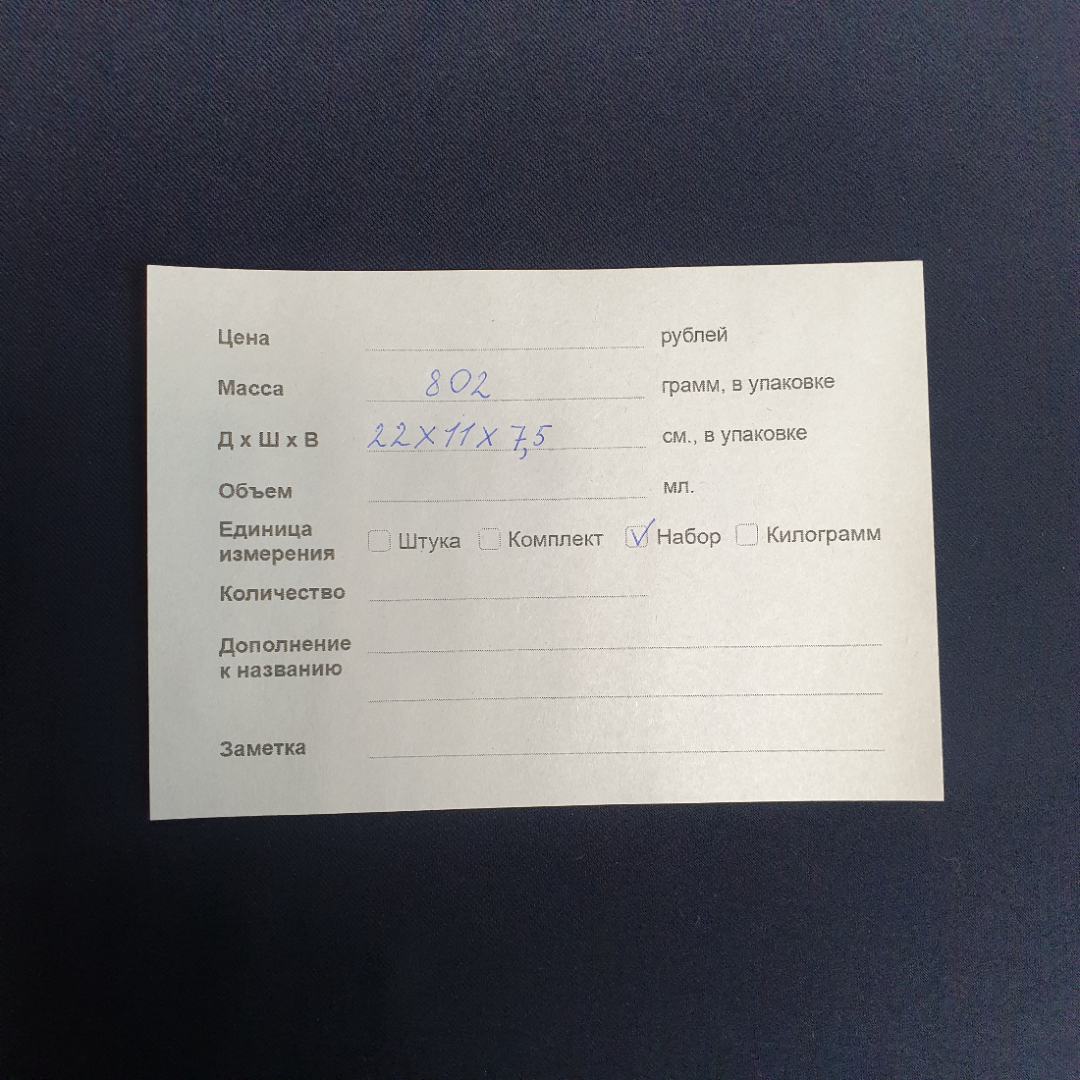 Цена рублей
Масса 802 грамм, в упаковке
Д х Ш х В 22х11х7,5 см., в упаковке
Объем мл.
Единица измерения Штука Комплект Набор Килограмм
Количество
Дополнение
к названию
Заметка